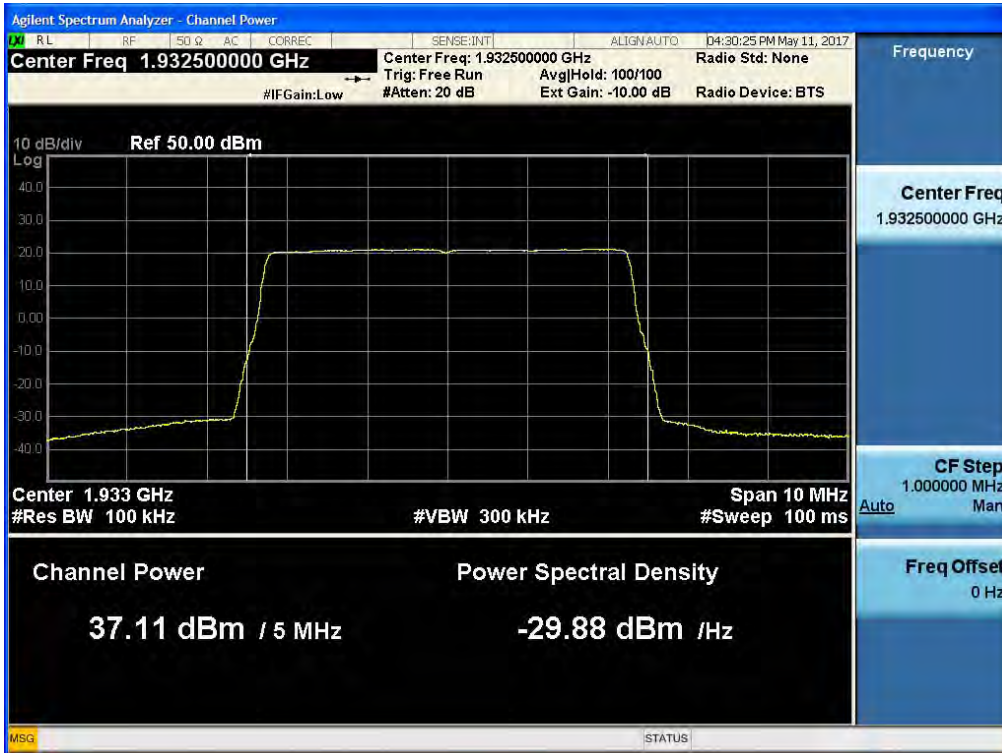 Agilent Spectrum Analyzer - Channel Power
LXI RL RF 50 Ω AC CORREC SENSE:INT ALIGNAUTO 04:30:25 PM May 11, 2017
Center Freq 1.932500000 GHz
Center Freq: 1.932500000 GHz Radio Std: None
Trig: Free Run Avg|Hold: 100/100
#IFGain:Low #Atten: 20 dB Ext Gain: -10.00 dB Radio Device: BTS
10 dB/div Ref 50.00 dBm
Log
40.0
30.0
20.0
10.0
0.00
-10.0
-20.0
-30.0
-40.0
Center 1.933 GHz Span 10 MHz
#Res BW 100 kHz #VBW 300 kHz #Sweep 100 ms
Channel Power Power Spectral Density
37.11 dBm / 5 MHz -29.88 dBm /Hz
MSG STATUS
Frequency
Center Freq
1.932500000 GHz
CF Step
1.000000 MHz
Auto Man
Freq Offset
0 Hz